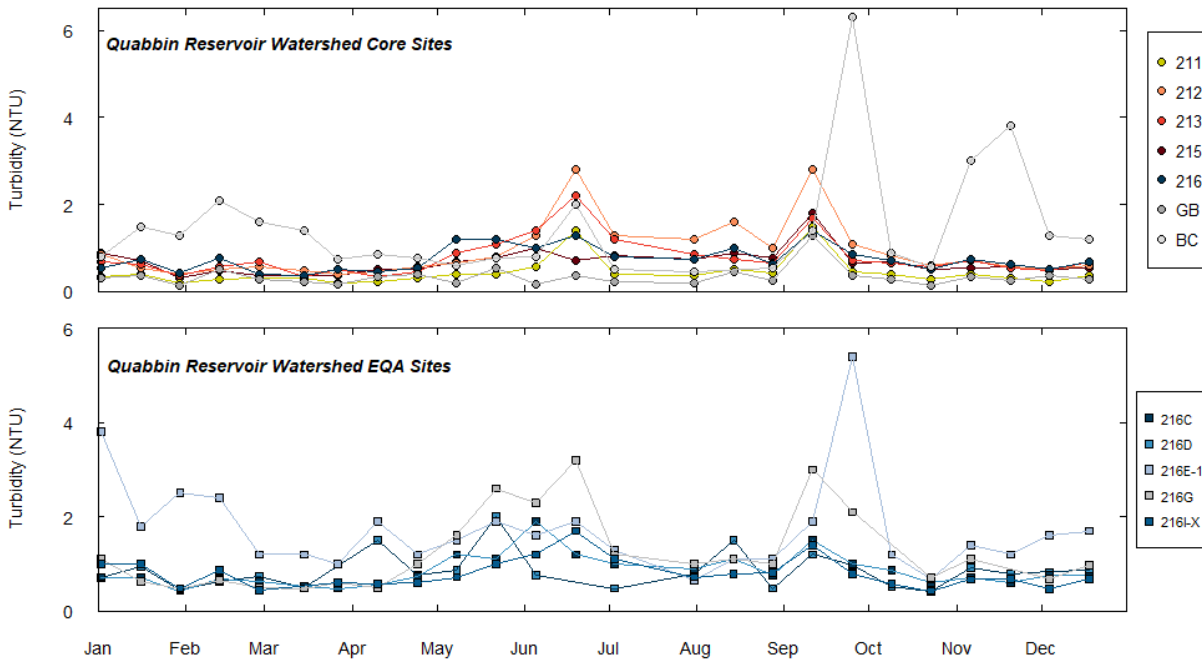 Quabbin Reservoir Watershed Core Sites
Turbidity (NTU)
6
4
2
0
211
212
213
215
216
GB
BC
Quabbin Reservoir Watershed EQA Sites
Turbidity (NTU)
6
4
2
0
216C
216D
216E-1
216G
216I-X
Jan Feb Mar Apr May Jun Jul Aug Sep Oct Nov Dec